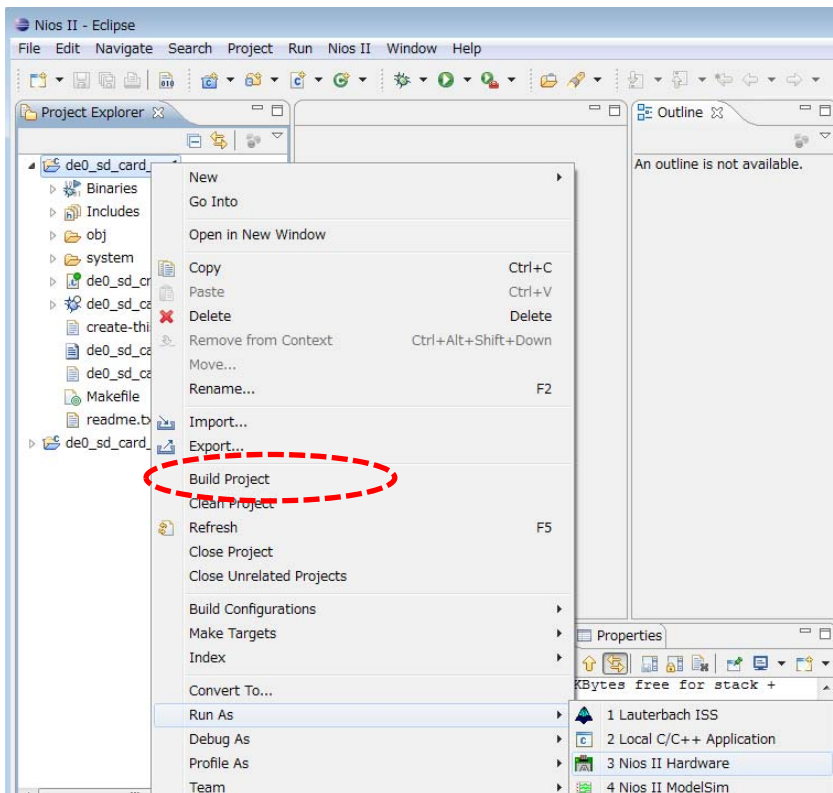 Nios II - Eclipse
File Edit Navigate Search Project Run Nios II Window Help
Project Explorer
Outline
An outline is not available.
de0_sd_card_
Binaries
Includes
obj
system
de0_sd_cr
de0_sd_ca
create-thi
de0_sd_ca
de0_sd_ca
Makefile
readme.tx
de0_sd_card_
New
Go Into
Open in New Window
Copy Ctrl+C
Paste Ctrl+V
Delete Delete
Remove from Context Ctrl+Alt+Shift+Down
Move...
Rename... F2
Import...
Export...
Build Project
Clean Project
Refresh F5
Close Project
Close Unrelated Projects
Build Configurations
Make Targets
Index
Convert To...
Run As
Debug As
Profile As
Team
Properties
KBytes free for stack +
1 Lauterbach ISS
2 Local C/C++ Application
3 Nios II Hardware
4 Nios II ModelSim